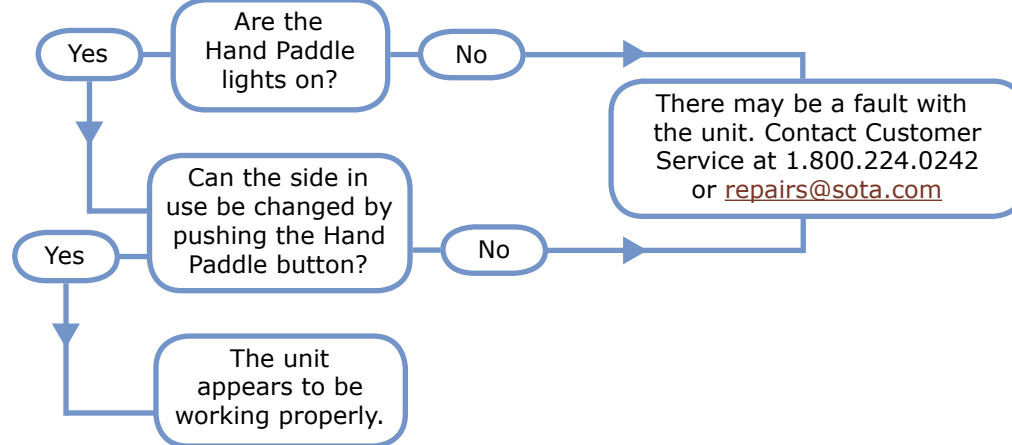 Are the
Hand Paddle
lights on?
Yes
No
There may be a fault with
the unit. Contact Customer
Service at 1.800.224.0242
or repairs@sota.com
Can the side in
use be changed by
pushing the Hand
Paddle button?
Yes
No
The unit
appears to be
working properly.